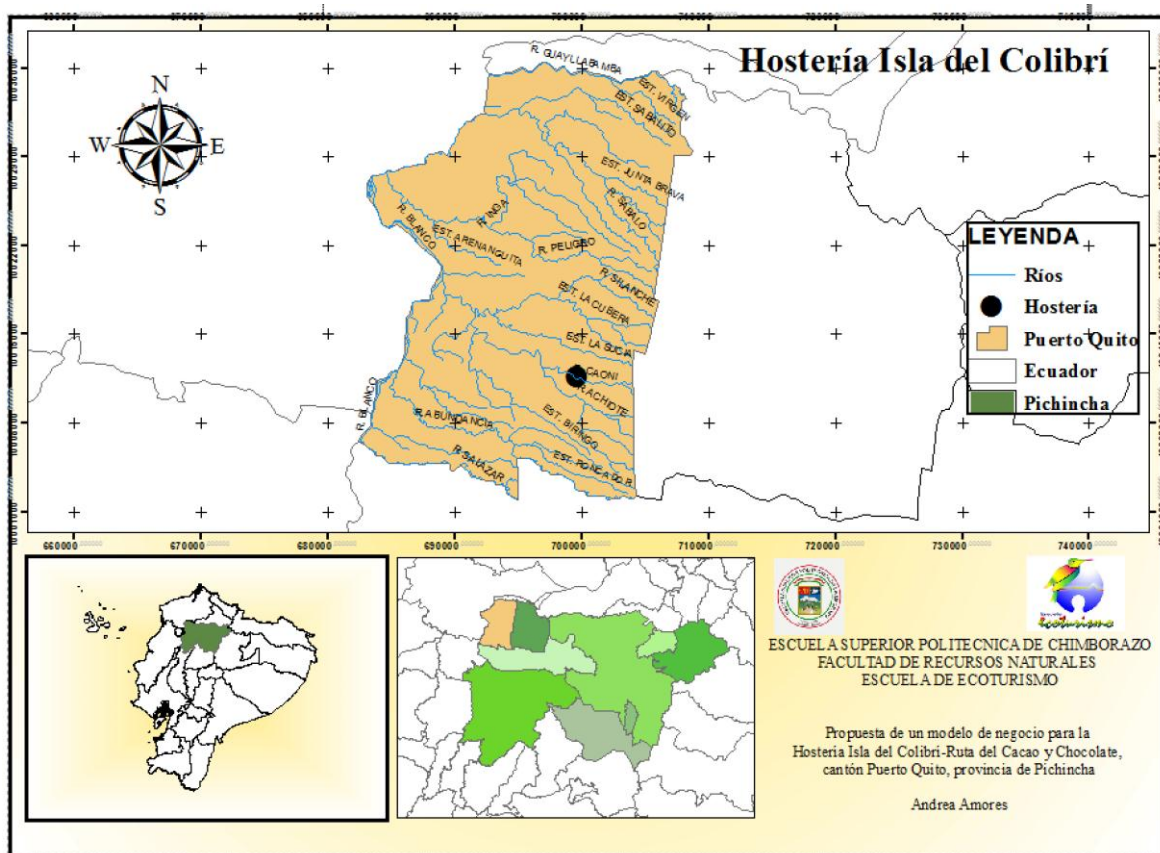 Hostería Isla del Colibrí
N
W
E
S
R. GUAYLLABAMBA
EST. VIRGEN
EST. SABALITO
EST. JUNTA BRAVA
R. SABALO
R. INGA
R. BLANCO
EST. ARENANGUITA
R. PELIGRO
R. SILANCHE
EST. LA CUBERA
EST. LA SUCIA
CAONI
R. ACHIOTE
R. BLANCO
R. ABUNDANCIA
EST. BIRINGO
R. SALAZAR
EST. RONCADOR
LEYENDA
Ríos
Hostería
Puerto Quito
Ecuador
Pichincha
660000 670000 680000 690000 700000 710000 720000 730000 740000
ESCUELA SUPERIOR POLITECNICA DE CHIMBORAZO
FACULTAD DE RECURSOS NATURALES
ESCUELA DE ECOTURISMO
ecoturismo
Propuesta de un modelo de negocio para la
Hostería Isla del Colibri-Ruta del Cacao y Chocolate,
cantón Puerto Quito, provincia de Pichincha
Andrea Amores